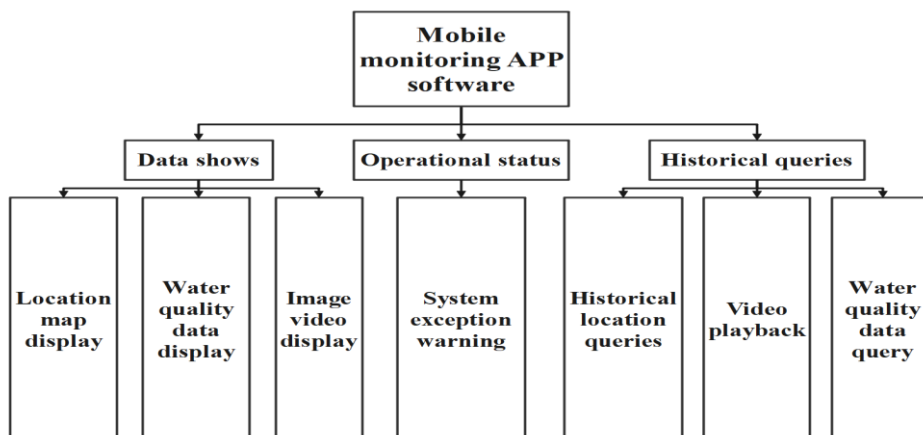 Mobile
monitoring APP
software
Data shows
Operational status
Historical queries
Location
map
display
Water
quality
data
display
Image
video
display
System
exception
warning
Historical
location
queries
Video
playback
Water
quality
data
query